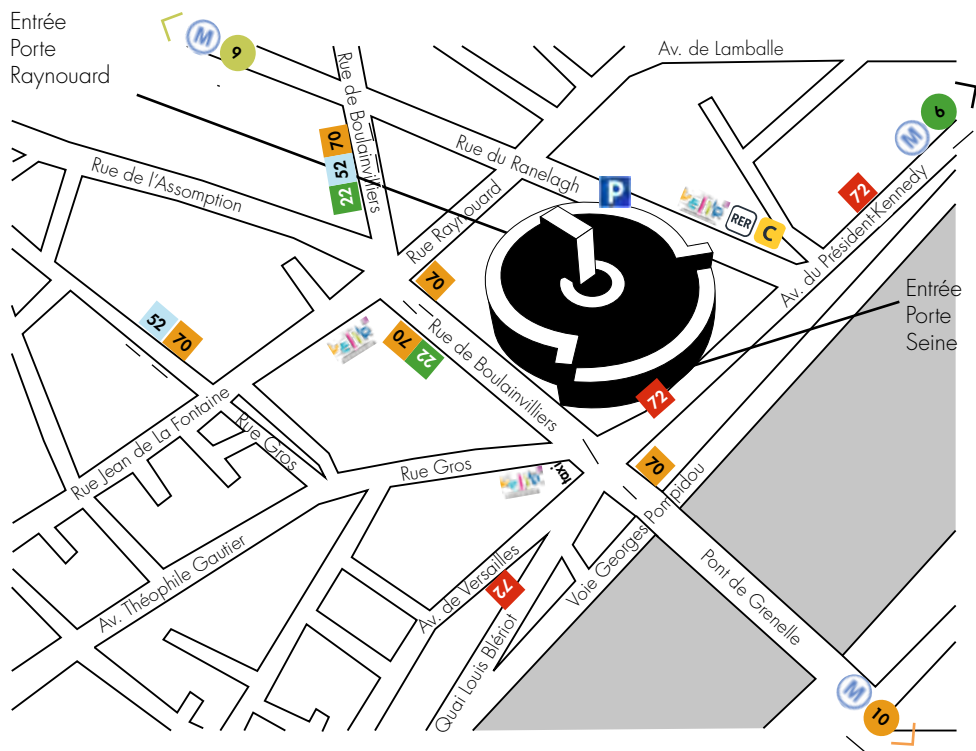 Entrée
Porte
Raynouard
M 9
Av. de Lamballe
Rue de Boulainvilliers
70
52
22
M 6
Rue du Ranelagh
P
Rue de l'Assomption
72
velib'
RER
C
Rue Raynouard
Av. du Président-Kennedy
70
Entrée
Porte
Seine
52 70
velib'
70 22
Rue de Boulainvilliers
72
Rue Jean de La Fontaine
Rue Gros
Rue Gros
velib'
taxi
70
Voie Georges Pompidou
Av. Théophile Gautier
Av. de Versailles
72
Pont de Grenelle
Quai Louis Blériot
M 10